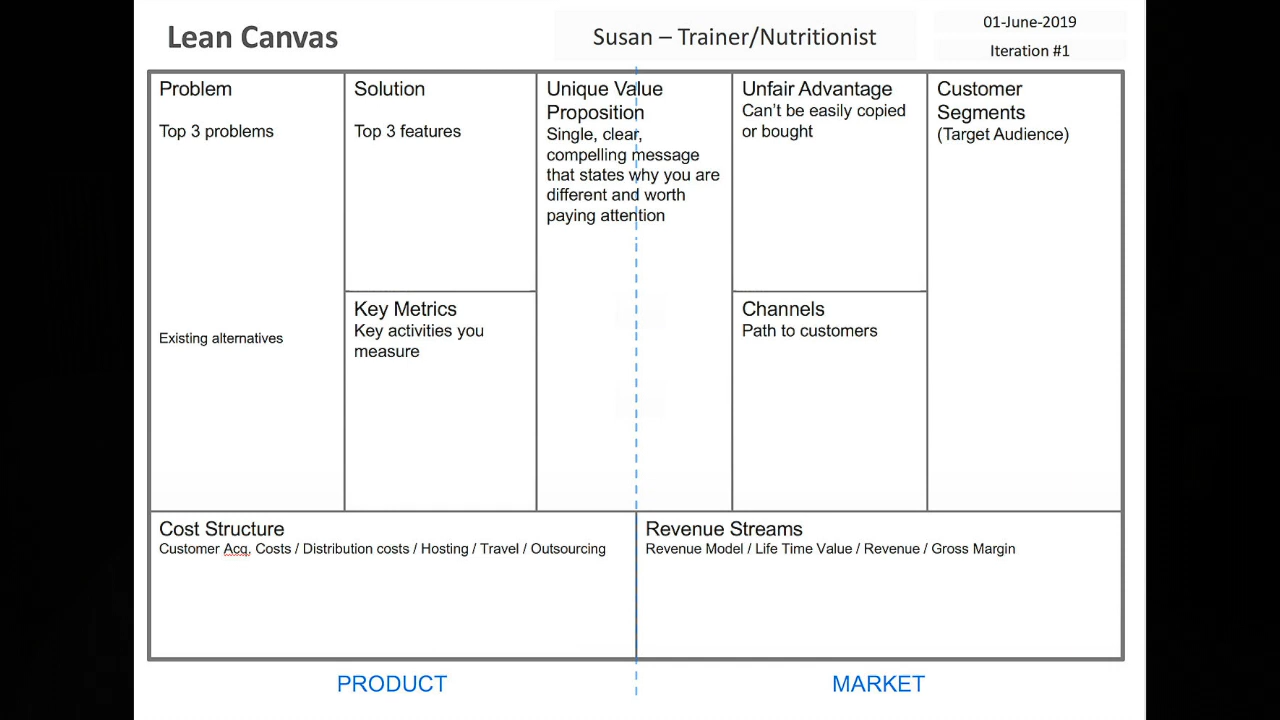 Lean Canvas
Susan – Trainer/Nutritionist
01-June-2019
Iteration #1
Problem
Top 3 problems
Existing alternatives
Solution
Top 3 features
Key Metrics
Key activities you
measure
Unique Value
Proposition
Single, clear,
compelling message
that states why you are
different and worth
paying attention
Unfair Advantage
Can't be easily copied
or bought
Channels
Path to customers
Customer
Segments
(Target Audience)
Cost Structure
Customer Acq. Costs / Distribution costs / Hosting / Travel / Outsourcing
Revenue Streams
Revenue Model / Life Time Value / Revenue / Gross Margin
PRODUCT
MARKET